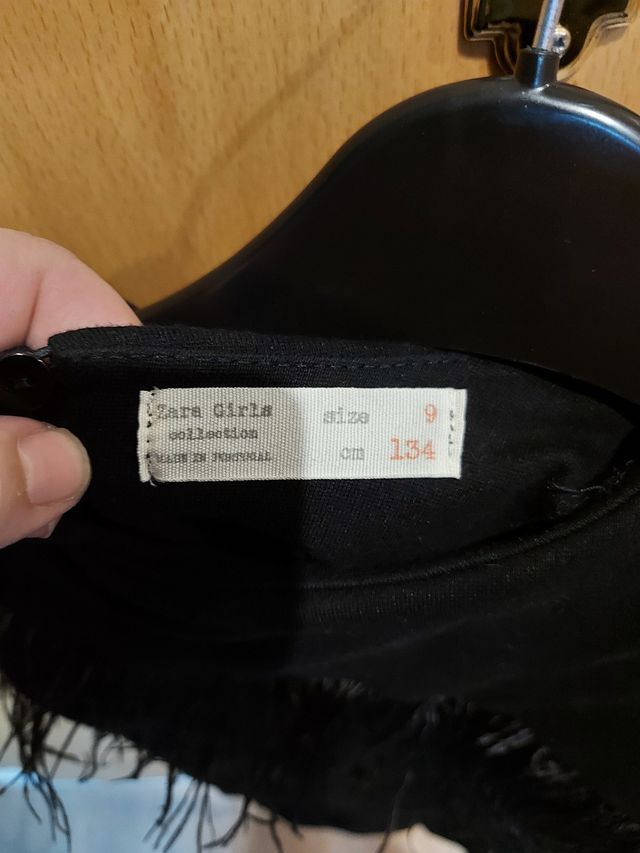 Zara Girls size 9
collection
MADE IN PORTUGAL cm 134